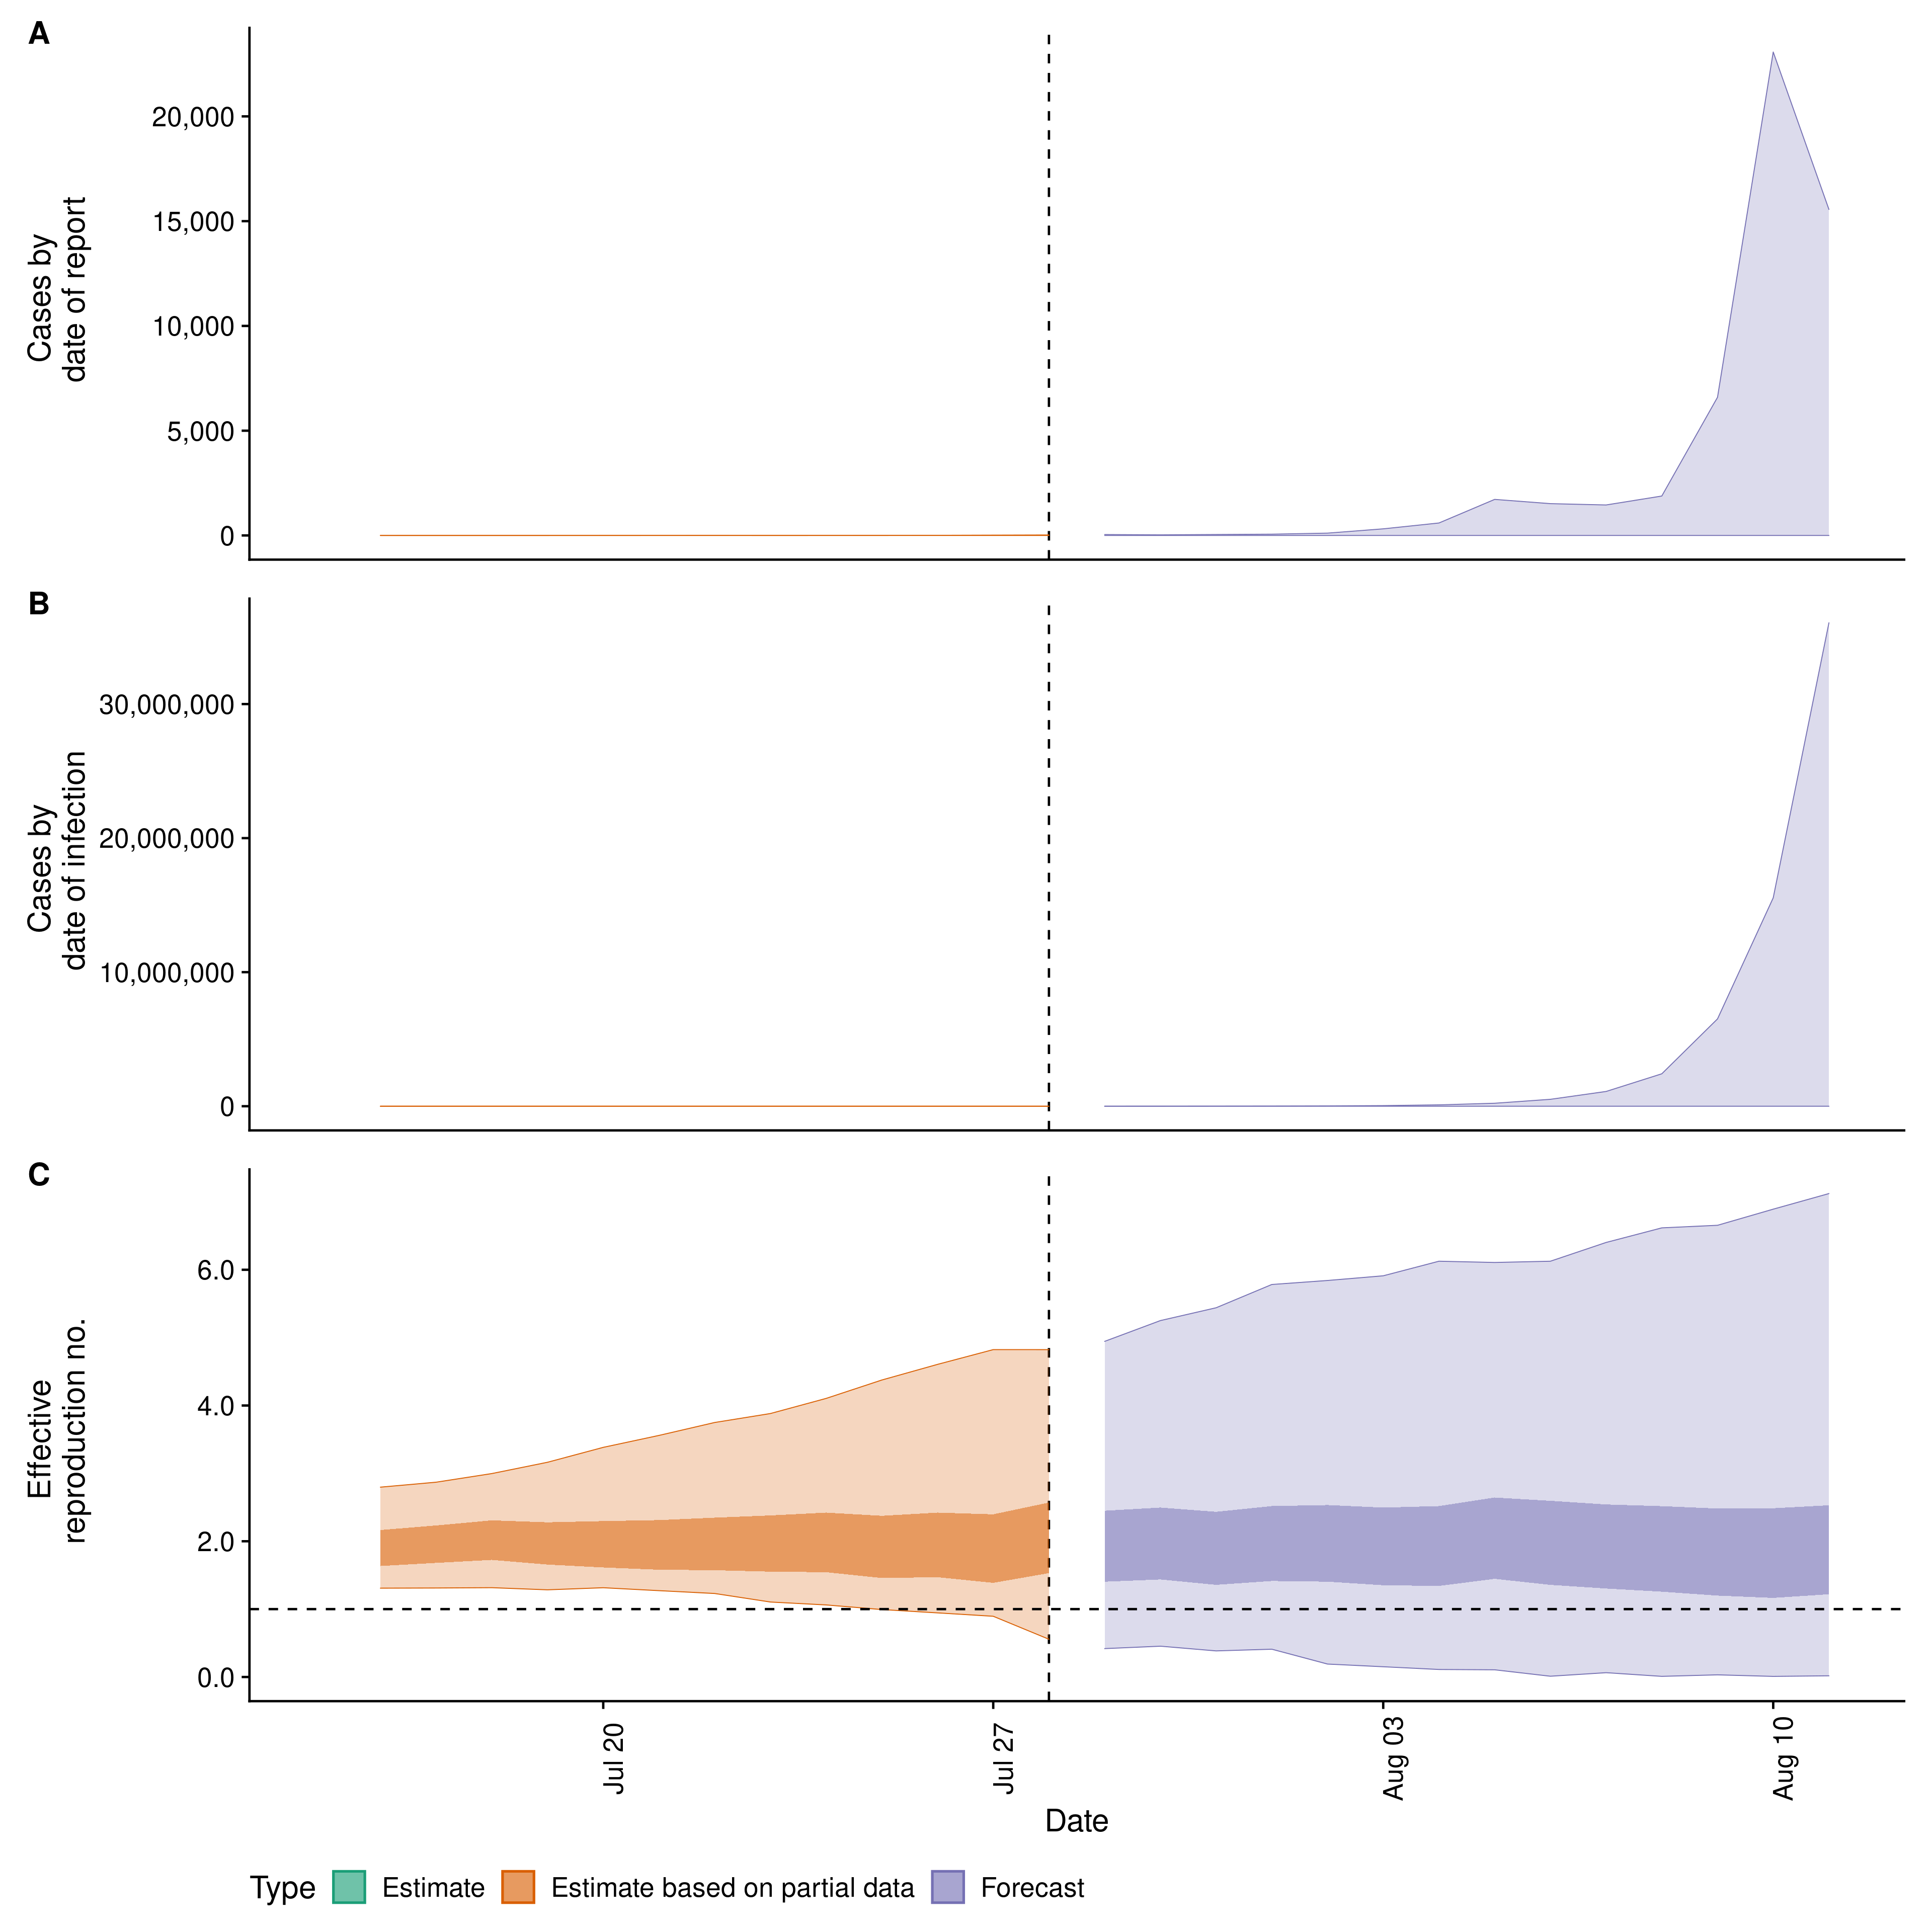 A
20,000
15,000
10,000
5,000
0
Cases by
date of report
B
30,000,000
20,000,000
10,000,000
0
Cases by
date of infection
C
6.0
4.0
2.0
0.0
Effective
reproduction no.
Jul 20
Jul 27
Aug 03
Aug 10
Date
Type Estimate Estimate based on partial data Forecast